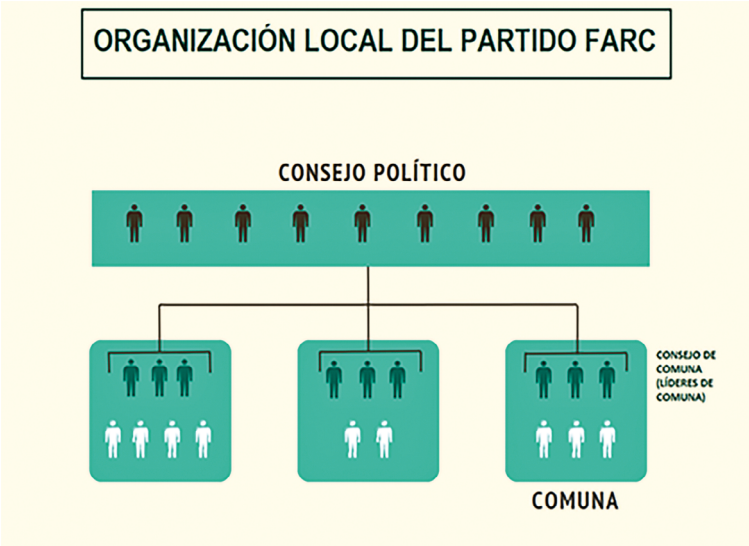 ORGANIZACIÓN LOCAL DEL PARTIDO FARC
CONSEJO POLÍTICO
CONSEJO DE
COMUNA
(LÍDERES DE
COMUNA)
COMUNA